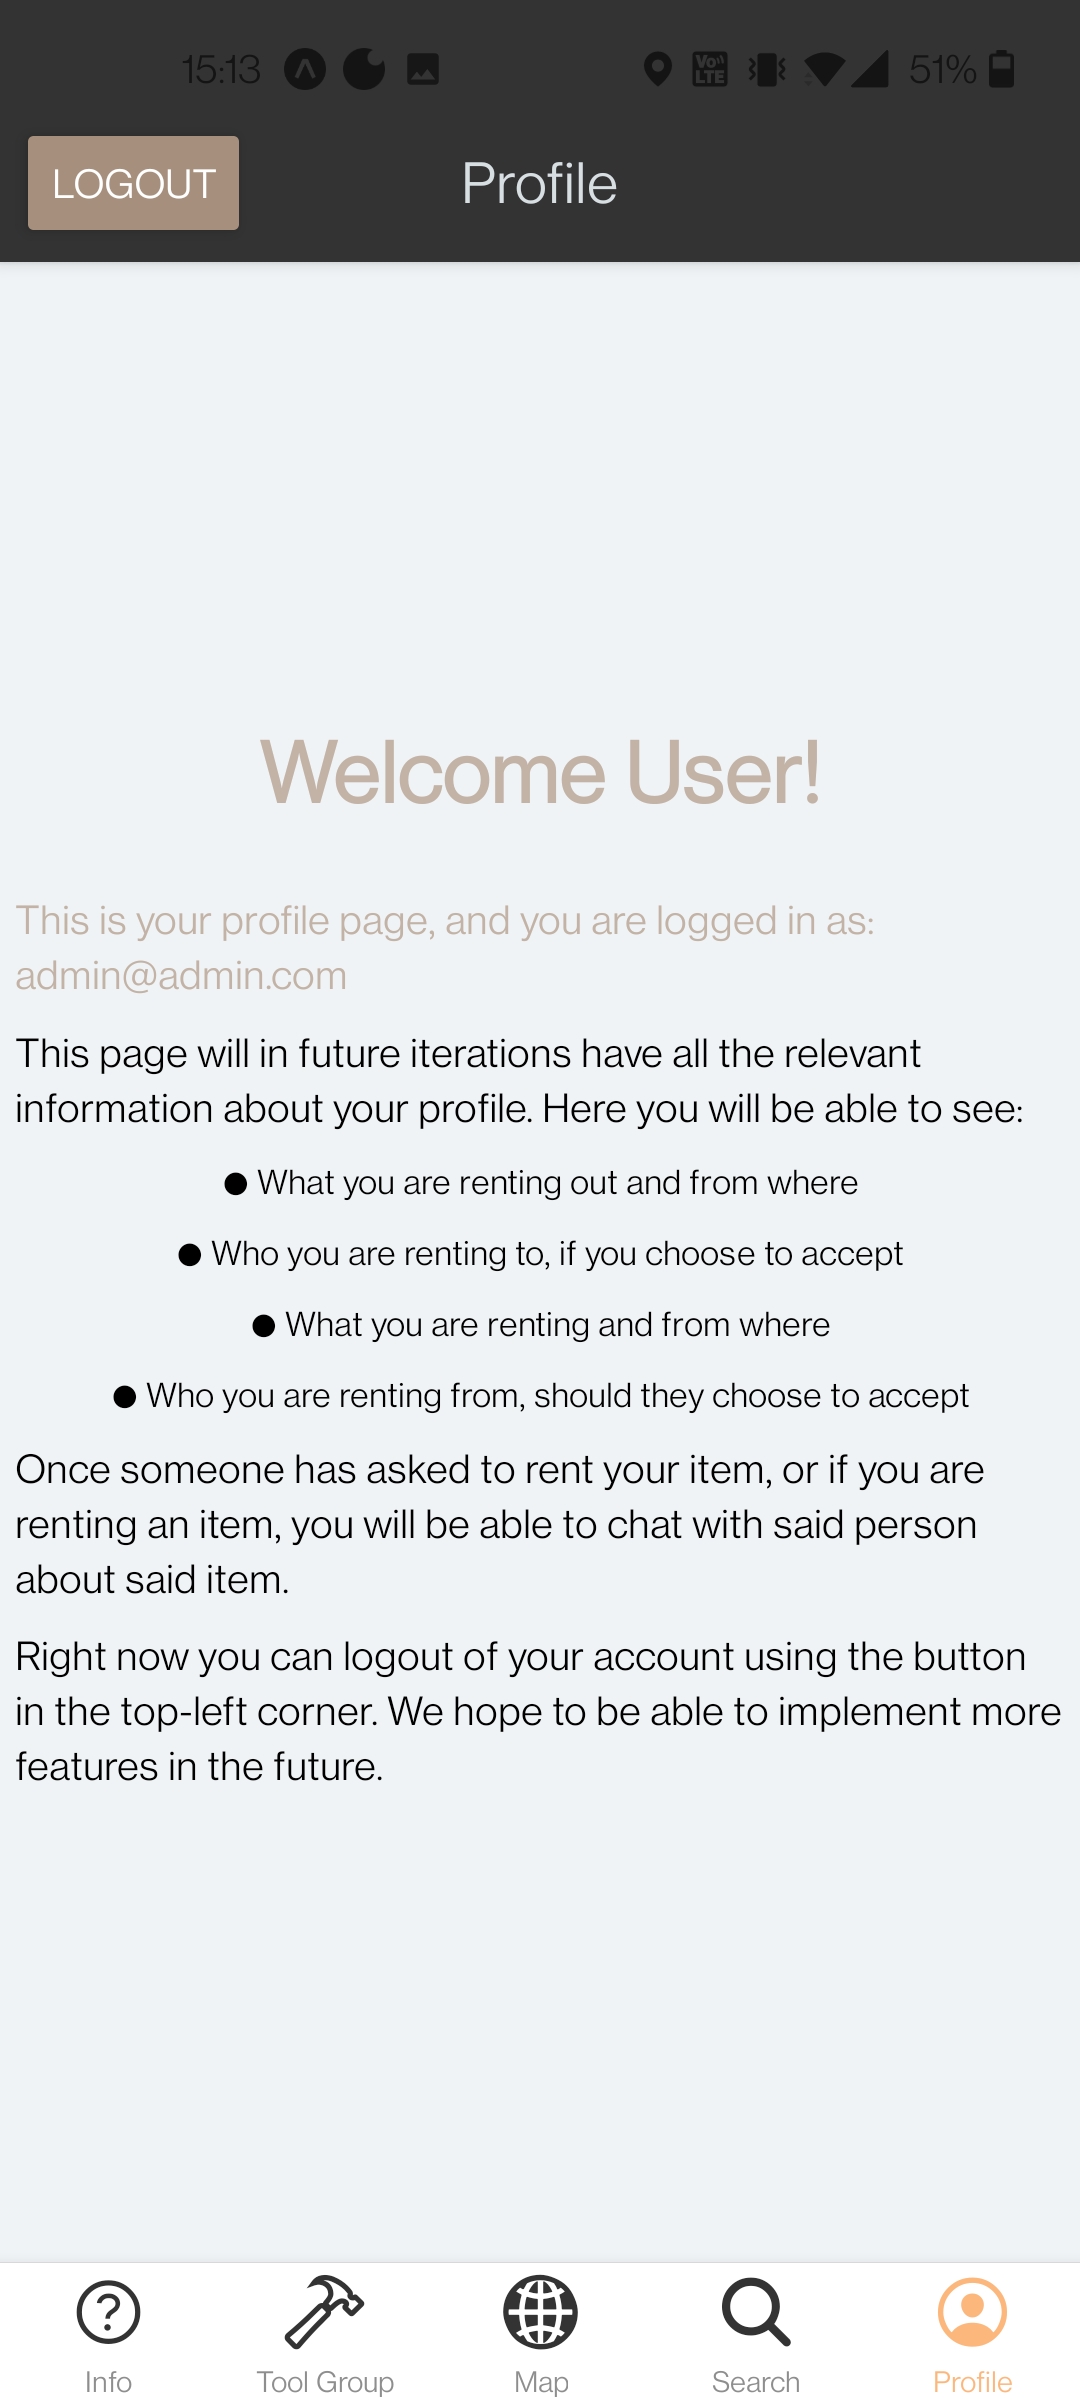 15:13
Vo)) LTE
51%
LOGOUT
Profile
Welcome User!
This is your profile page, and you are logged in as:
admin@admin.com
This page will in future iterations have all the relevant
information about your profile. Here you will be able to see:
● What you are renting out and from where
● Who you are renting to, if you choose to accept
● What you are renting and from where
● Who you are renting from, should they choose to accept
Once someone has asked to rent your item, or if you are
renting an item, you will be able to chat with said person
about said item.
Right now you can logout of your account using the button
in the top-left corner. We hope to be able to implement more
features in the future.
Info
Tool Group
Map
Search
Profile